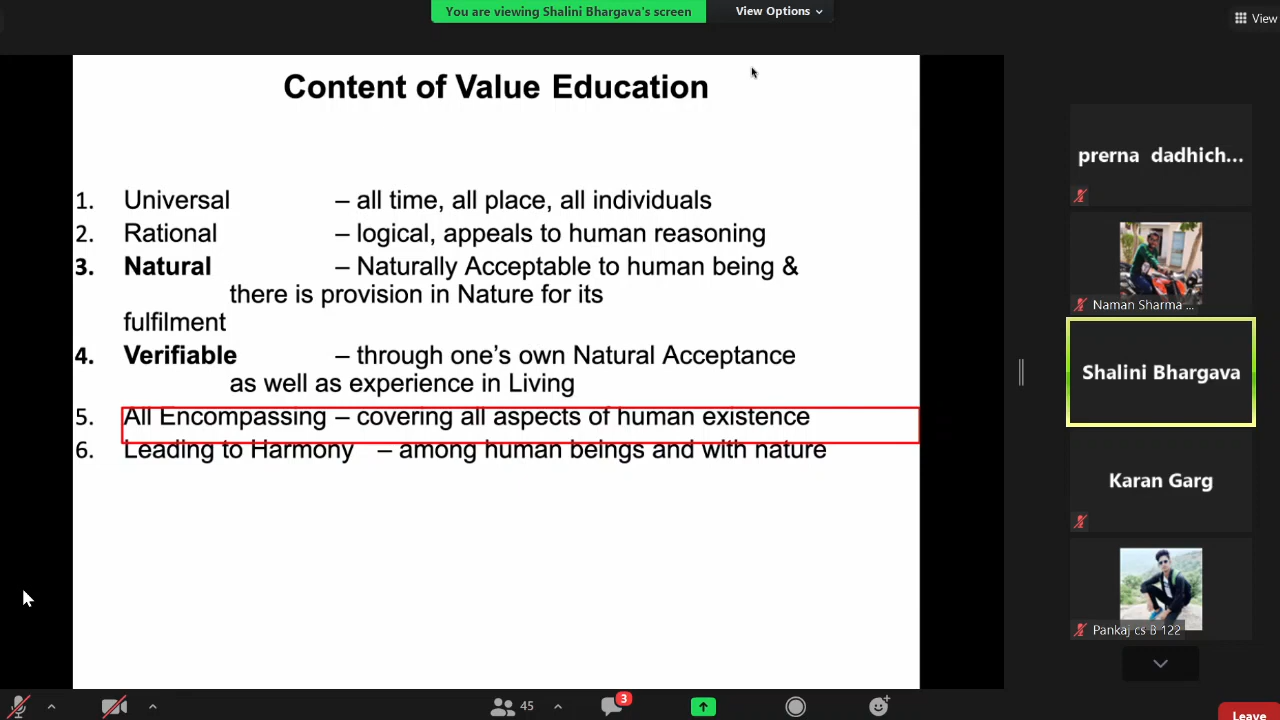 You are viewing Shalini Bhargava's screen
View Options
View
Content of Value Education
1. Universal – all time, all place, all individuals
2. Rational – logical, appeals to human reasoning
3. Natural – Naturally Acceptable to human being &
there is provision in Nature for its
fulfilment
4. Verifiable – through one's own Natural Acceptance
as well as experience in Living
5. All Encompassing – covering all aspects of human existence
6. Leading to Harmony – among human beings and with nature
prerna dadhich...
Naman Sharma ...
Shalini Bhargava
Karan Garg
Pankaj cs B 122
45
3
Leave